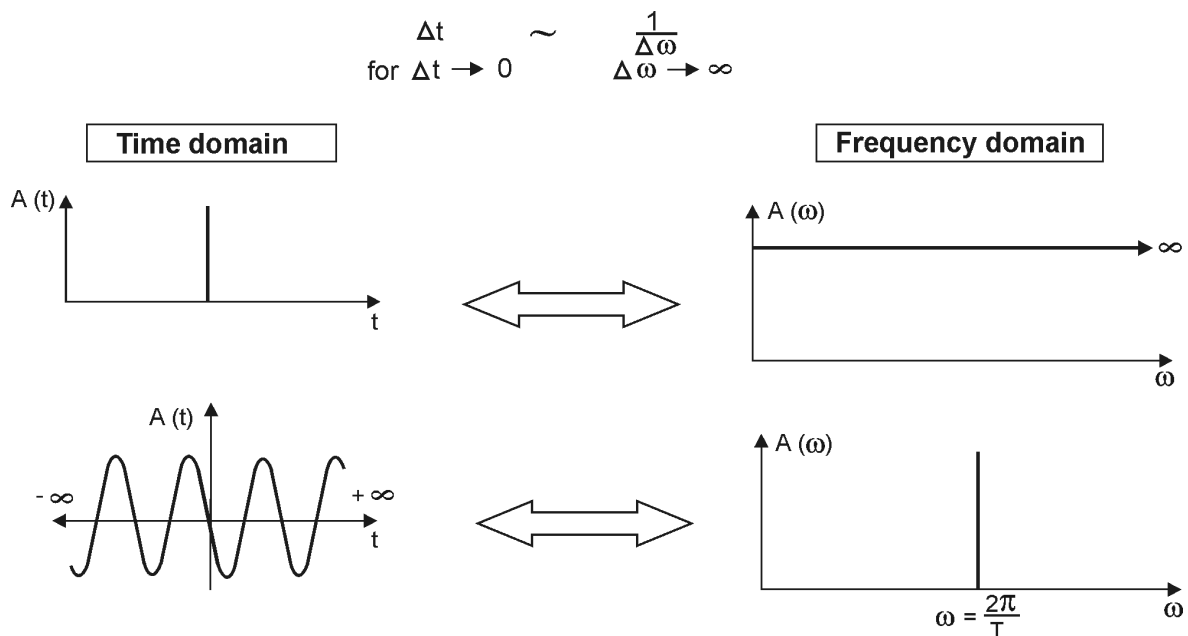 Δt ~ 1/Δω
for Δt → 0 Δω → ∞
Time domain
Frequency domain
A (t)
t
A (ω)
∞
ω
A (t)
- ∞
+ ∞
t
A (ω)
ω
ω = 2π/T